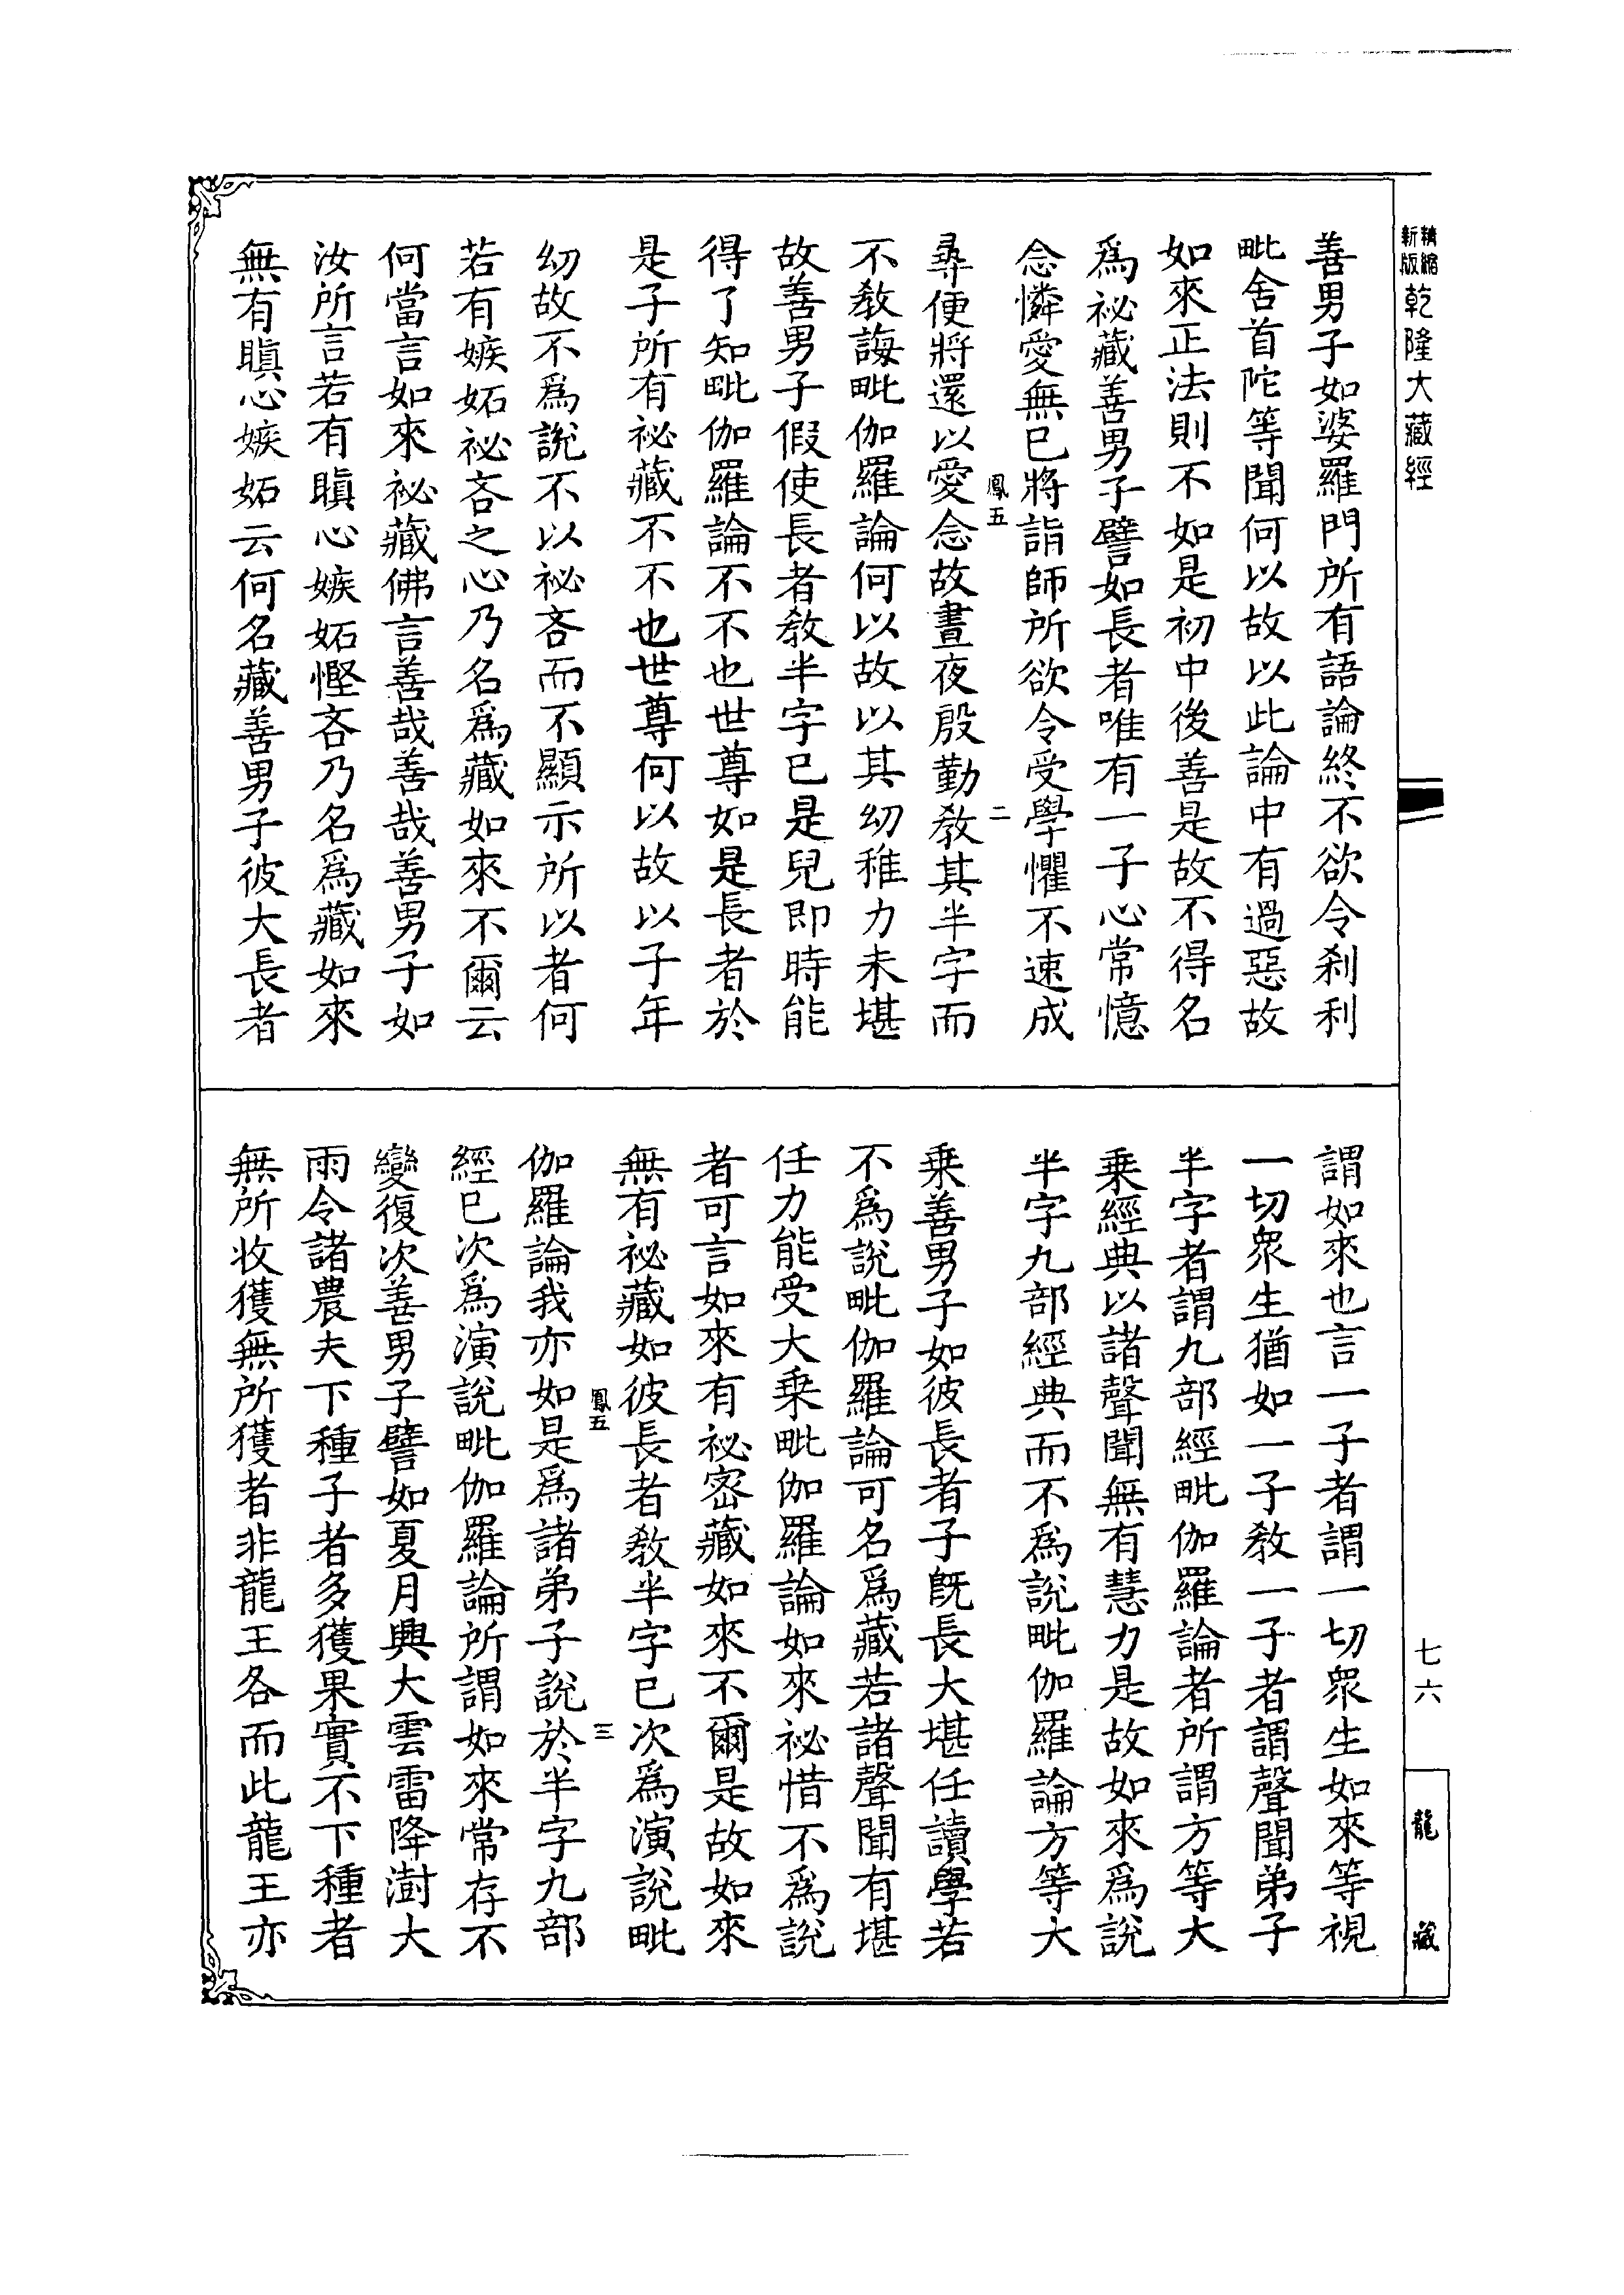 精縮新版乾隆大藏經
善男子如婆羅門所有語論終不欲令刹利
毗舍首陀等聞何以故以此論中有過惡故
如來正法則不如是初中後善是故不得名
爲祕藏善男子譬如長者唯有一子心常憶
念憐愛無已將詣師所欲令受學懼不速成
鳳五 二
尋便將還以愛念故晝夜殷勤教其半字而
不教誨毗伽羅論何以故以其幼稚力未堪
故善男子假使長者教半字已是兒即時能
得了知毗伽羅論不不也世尊如是長者於
是子所有祕藏不不也世尊何以故以子年
幼故不爲說不以祕吝而不顯示所以者何
若有嫉妬祕吝之心乃名爲藏如來不爾云
何當言如來祕藏佛言善哉善哉善男子如
汝所言若有瞋心嫉妬慳吝乃名爲藏如來
無有瞋心嫉妬云何名藏善男子彼大長者
謂如來也言一子者謂一切衆生如來等視
一切衆生猶如一子教一子者謂聲聞弟子
半字者謂九部經毗伽羅論者所謂方等大
乗經典以諸聲聞無有慧力是故如來爲說
半字九部經典而不爲說毗伽羅論方等大
乗善男子如彼長者子旣長大堪任讀學若
不爲說毗伽羅論可名爲藏若諸聲聞有堪
任力能受大乗毗伽羅論如來祕惜不爲說
者可言如來有祕密藏如來不爾是故如來
無有祕藏如彼長者教半字已次爲演說毗
鳳五 三
伽羅論我亦如是爲諸弟子說於半字九部
經已次爲演說毗伽羅論所謂如來常存不
變復次善男子譬如夏月興大雲雷降澍大
雨令諸農夫下種子者多獲果實不下種者
無所收獲無所獲者非龍王各而此龍王亦
七六
龍藏